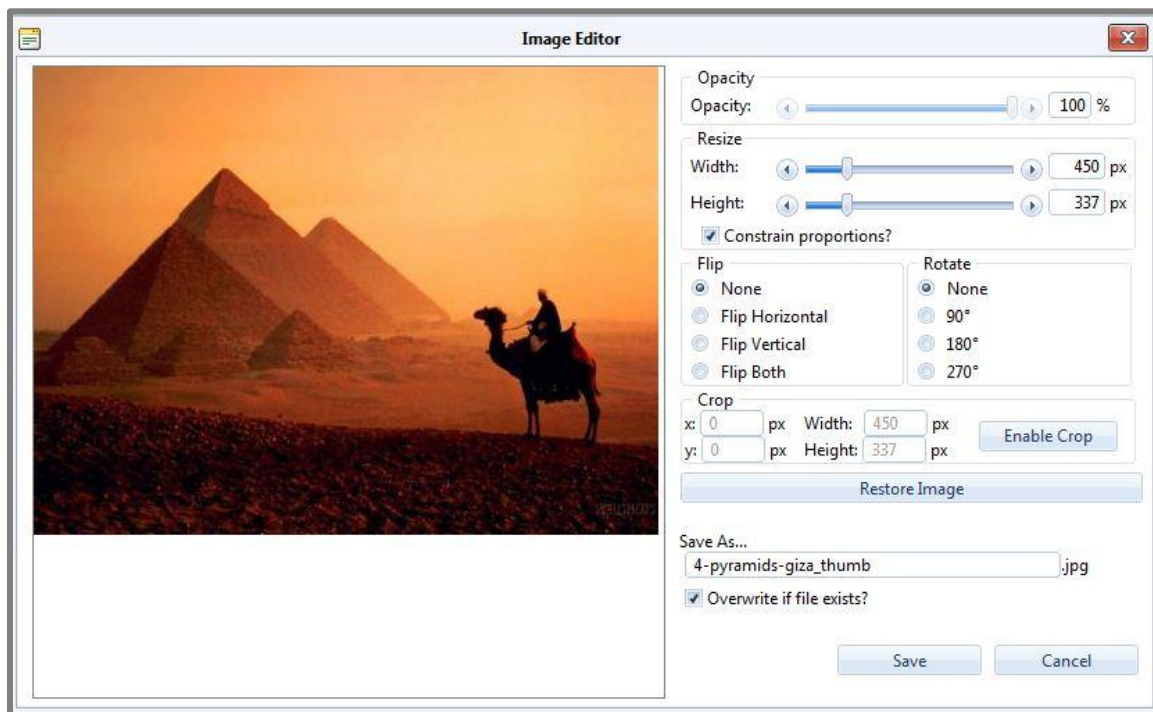 Image Editor
Opacity
Opacity: 100 %
Resize
Width: 450 px
Height: 337 px
Constrain proportions?
Flip
None
Flip Horizontal
Flip Vertical
Flip Both
Rotate
None
90°
180°
270°
Crop
x: 0 px Width: 450 px
y: 0 px Height: 337 px
Enable Crop
Restore Image
Save As...
4-pyramids-giza_thumb .jpg
Overwrite if file exists?
Save Cancel